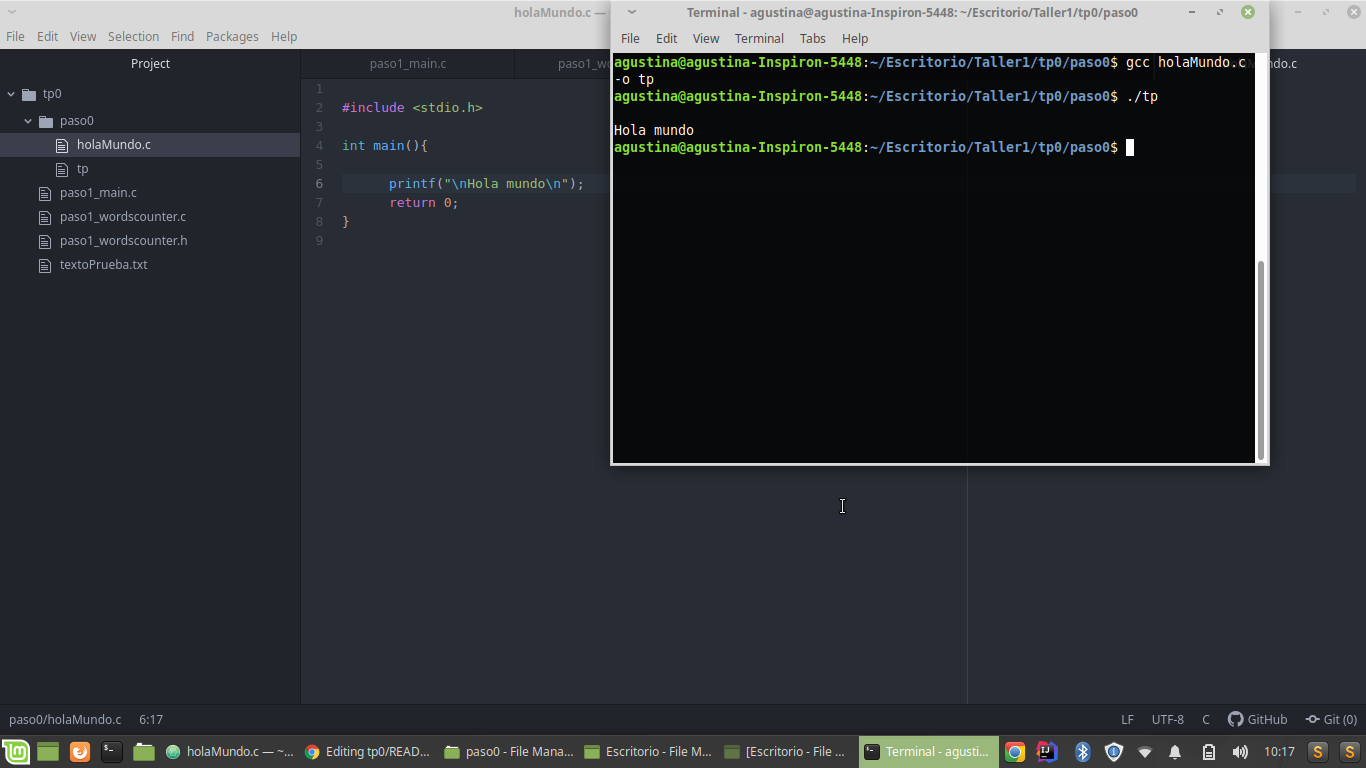 holaMundo.c —
File Edit View Selection Find Packages Help
Project
tp0
paso0
holaMundo.c
tp
paso1_main.c
paso1_wordscounter.c
paso1_wordscounter.h
textoPrueba.txt
paso1_main.c
paso1_wo
ndo.c
1
2 #include <stdio.h>
3
4 int main(){
5
6 printf("\nHola mundo\n");
7 return 0;
8 }
9
Terminal - agustina@agustina-Inspiron-5448: ~/Escritorio/Taller1/tp0/paso0
File Edit View Terminal Tabs Help
agustina@agustina-Inspiron-5448:~/Escritorio/Taller1/tp0/paso0$ gcc holaMundo.c
-o tp
agustina@agustina-Inspiron-5448:~/Escritorio/Taller1/tp0/paso0$ ./tp
Hola mundo
agustina@agustina-Inspiron-5448:~/Escritorio/Taller1/tp0/paso0$
paso0/holaMundo.c 6:17 LF UTF-8 C GitHub Git (0)
holaMundo.c — ~... Editing tp0/READ... paso0 - File Mana... Escritorio - File M... [Escritorio - File ... Terminal - agusti... 10:17